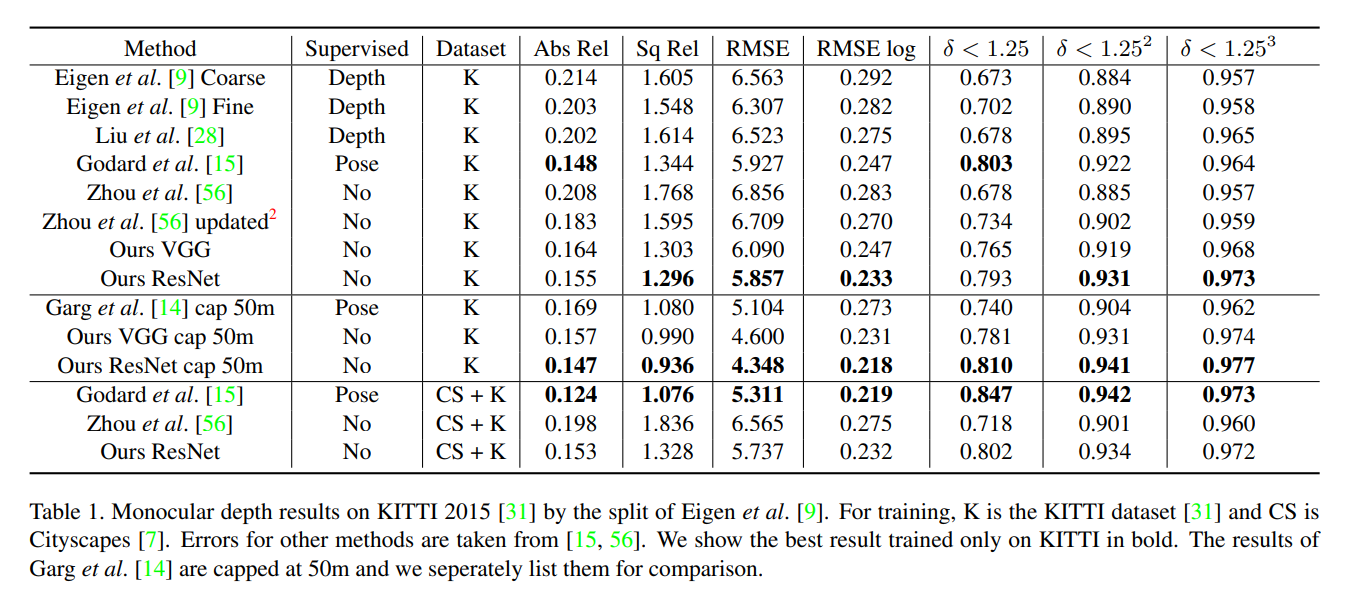 Method Supervised Dataset Abs Rel Sq Rel RMSE RMSE log δ < 1.25 δ < 1.25² δ < 1.25³
Eigen et al. [9] Coarse Depth K 0.214 1.605 6.563 0.292 0.673 0.884 0.957
Eigen et al. [9] Fine Depth K 0.203 1.548 6.307 0.282 0.702 0.890 0.958
Liu et al. [28] Depth K 0.202 1.614 6.523 0.275 0.678 0.895 0.965
Godard et al. [15] Pose K 0.148 1.344 5.927 0.247 0.803 0.922 0.964
Zhou et al. [56] No K 0.208 1.768 6.856 0.283 0.678 0.885 0.957
Zhou et al. [56] updated² No K 0.183 1.595 6.709 0.270 0.734 0.902 0.959
Ours VGG No K 0.164 1.303 6.090 0.247 0.765 0.919 0.968
Ours ResNet No K 0.155 1.296 5.857 0.233 0.793 0.931 0.973
Garg et al. [14] cap 50m Pose K 0.169 1.080 5.104 0.273 0.740 0.904 0.962
Ours VGG cap 50m No K 0.157 0.990 4.600 0.231 0.781 0.931 0.974
Ours ResNet cap 50m No K 0.147 0.936 4.348 0.218 0.810 0.941 0.977
Godard et al. [15] Pose CS + K 0.124 1.076 5.311 0.219 0.847 0.942 0.973
Zhou et al. [56] No CS + K 0.198 1.836 6.565 0.275 0.718 0.901 0.960
Ours ResNet No CS + K 0.153 1.328 5.737 0.232 0.802 0.934 0.972
Table 1. Monocular depth results on KITTI 2015 [31] by the split of Eigen et al. [9]. For training, K is the KITTI dataset [31] and CS is
Cityscapes [7]. Errors for other methods are taken from [15, 56]. We show the best result trained only on KITTI in bold. The results of
Garg et al. [14] are capped at 50m and we seperately list them for comparison.